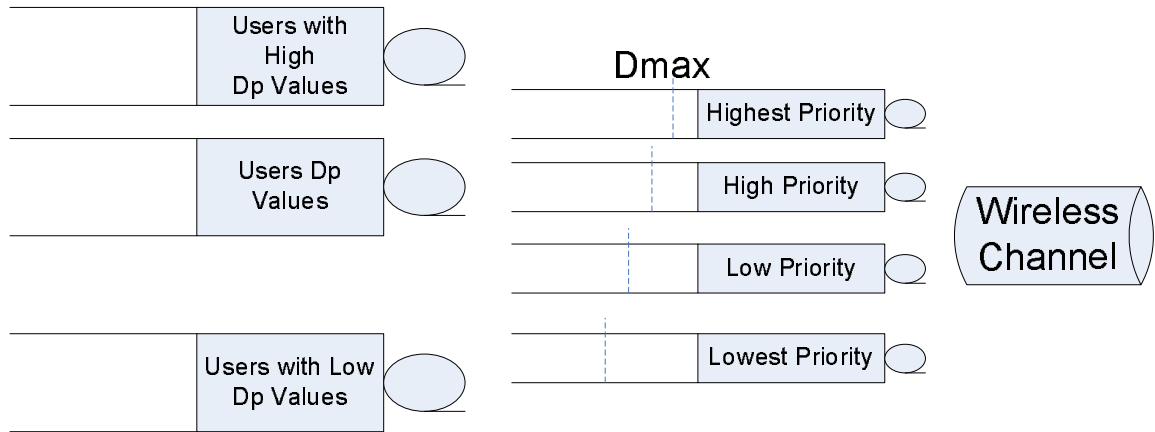 Users with
High
Dp Values
Users Dp
Values
Users with Low
Dp Values
Dmax
Highest Priority
High Priority
Low Priority
Lowest Priority
Wireless
Channel